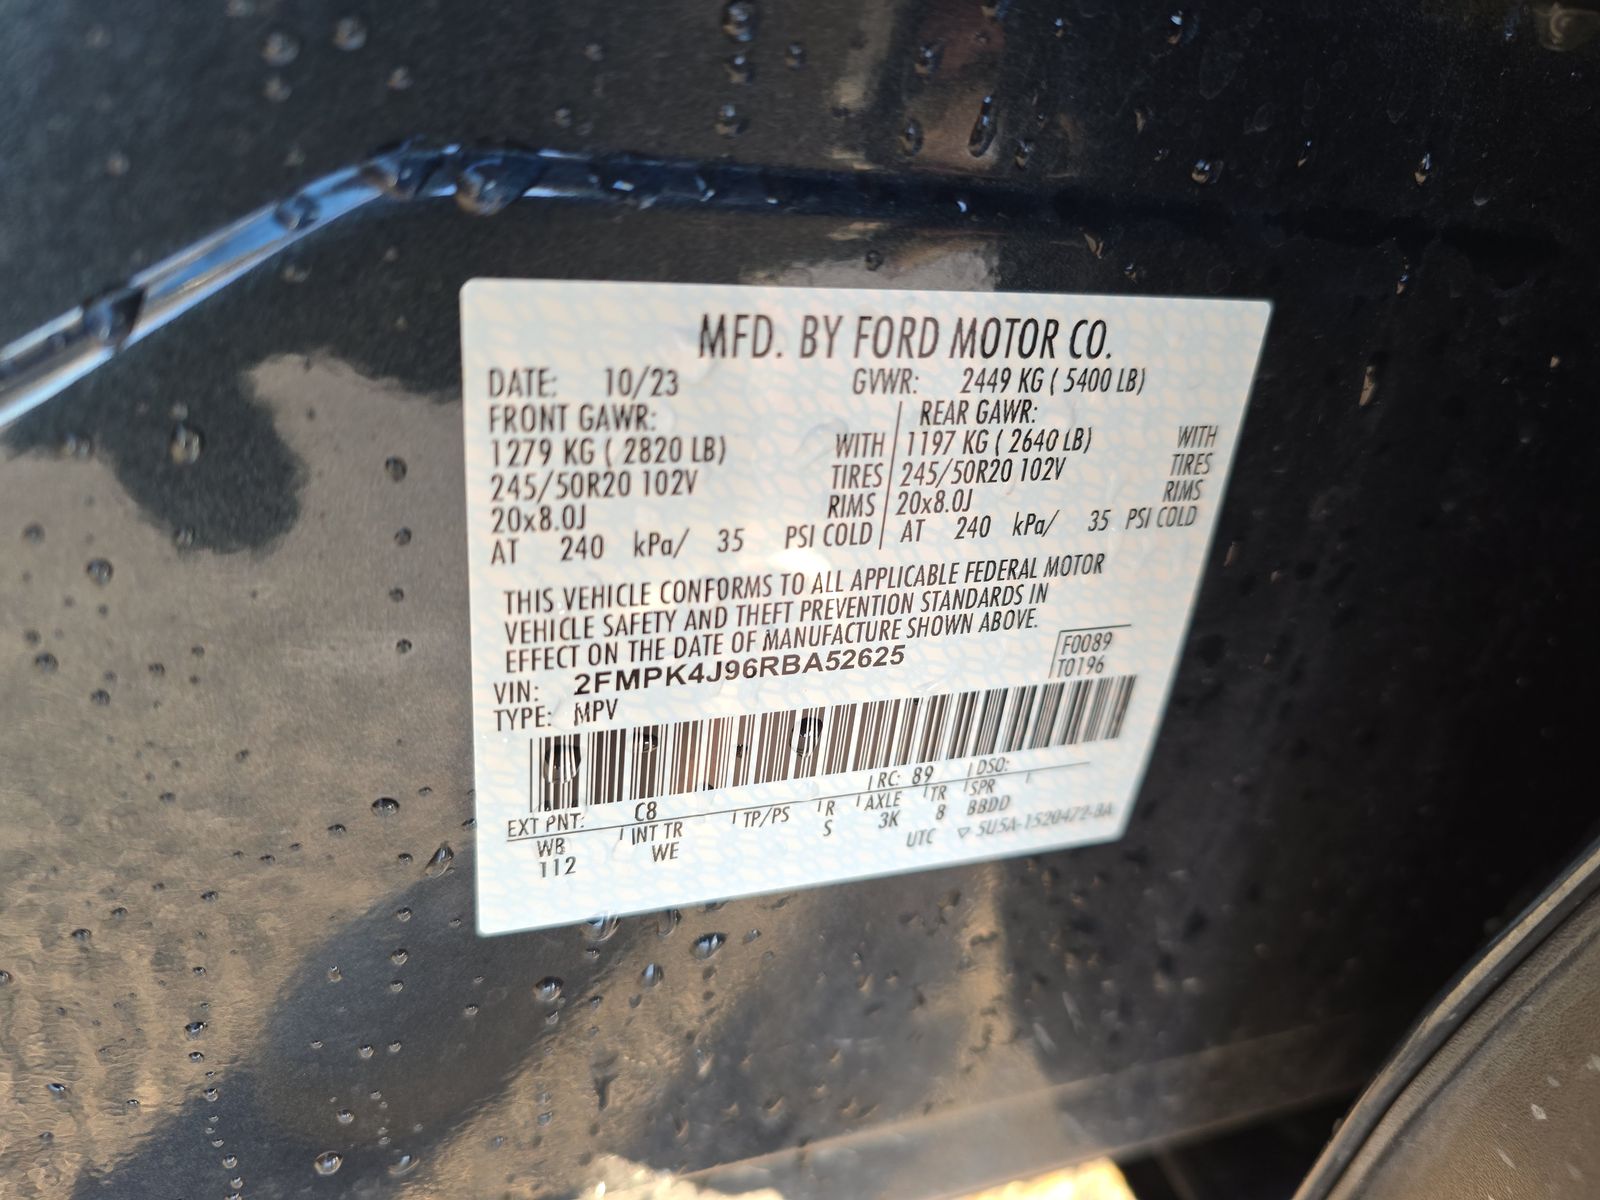 MFD. BY FORD MOTOR CO.
DATE: 10/23 GVWR: 2449 KG ( 5400 LB)
FRONT GAWR: REAR GAWR:
1279 KG ( 2820 LB) WITH 1197 KG ( 2640 LB) WITH
245/50R20 102V TIRES 245/50R20 102V TIRES
20x8.0J RIMS 20x8.0J RIMS
AT 240 kPa/ 35 PSI COLD AT 240 kPa/ 35 PSI COLD
THIS VEHICLE CONFORMS TO ALL APPLICABLE FEDERAL MOTOR
VEHICLE SAFETY AND THEFT PREVENTION STANDARDS IN
EFFECT ON THE DATE OF MANUFACTURE SHOWN ABOVE.
F0089
VIN: 2FMPK4J96RBA52625 T0196
TYPE: MPV
EXT PNT: C8 RC: 89 DSO:
WB INT TR TP/PS R AXLE TR SPR
112 WE S 3K 8 BBDD
UTC ▽ 5U5A-1520472-BA